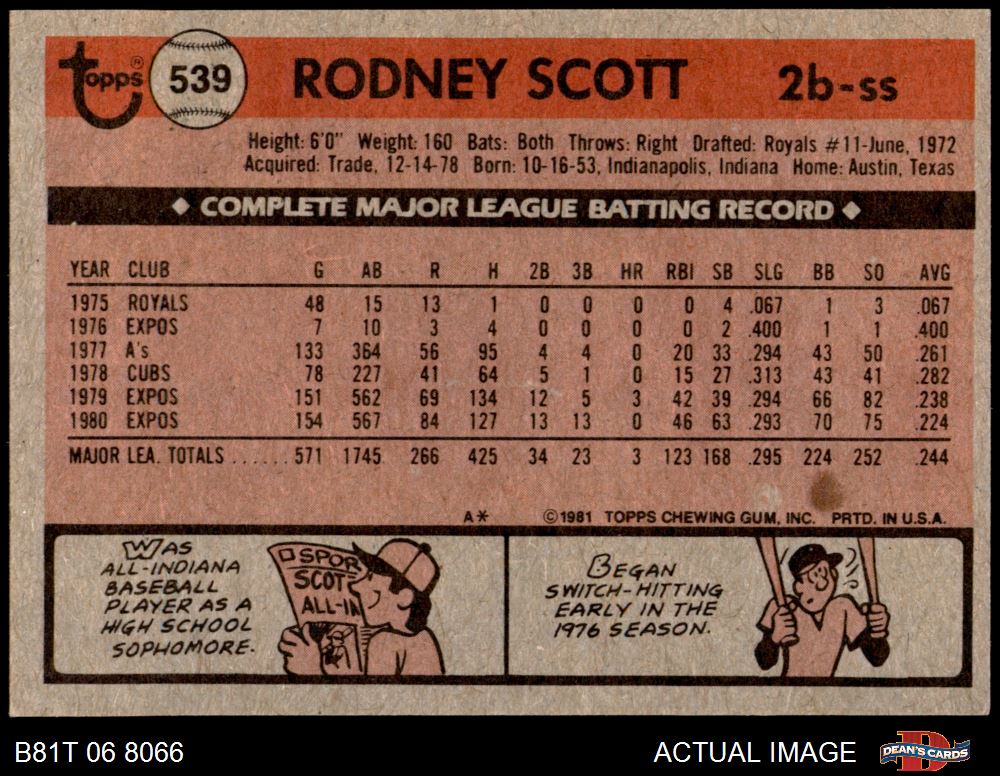 topps® 539 RODNEY SCOTT 2b-ss
Height: 6'0" Weight: 160 Bats: Both Throws: Right Drafted: Royals #11-June, 1972
Acquired: Trade, 12-14-78 Born: 10-16-53, Indianapolis, Indiana Home: Austin, Texas
◆ COMPLETE MAJOR LEAGUE BATTING RECORD ◆
YEAR CLUB G AB R H 2B 3B HR RBI SB SLG BB SO AVG
1975 ROYALS 48 15 13 1 0 0 0 0 4 .067 1 3 .067
1976 EXPOS 7 10 3 4 0 0 0 0 2 .400 1 1 .400
1977 A's 133 364 56 95 4 4 0 20 33 .294 43 50 .261
1978 CUBS 78 227 41 64 5 1 0 15 27 .313 43 41 .282
1979 EXPOS 151 562 69 134 12 5 3 42 39 .294 66 82 .238
1980 EXPOS 154 567 84 127 13 13 0 46 63 .293 70 75 .224
MAJOR LEA. TOTALS ...... 571 1745 266 425 34 23 3 123 168 .295 224 252 .244
A* ©1981 TOPPS CHEWING GUM, INC. PRTD. IN U.S.A.
WAS
ALL-INDIANA
BASEBALL
PLAYER AS A
HIGH SCHOOL
SOPHOMORE.
SPOR
SCOT
ALL-IN
BEGAN
SWITCH-HITTING
EARLY IN THE
1976 SEASON.
B81T 06 8066 ACTUAL IMAGE DEAN'S CARDS